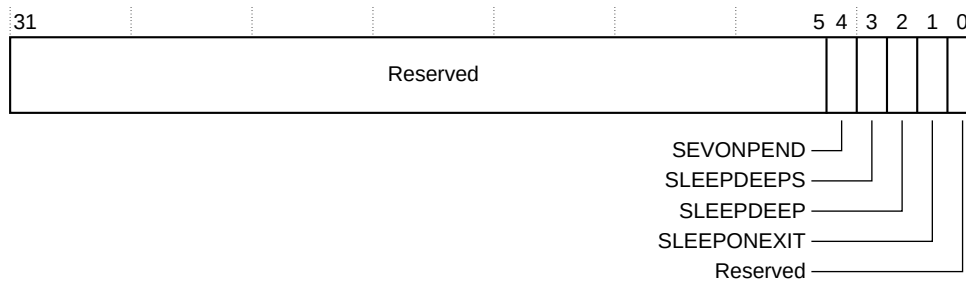 31 5 4 3 2 1 0
Reserved
SEVONPEND
SLEEPDEEPS
SLEEPDEEP
SLEEPONEXIT
Reserved